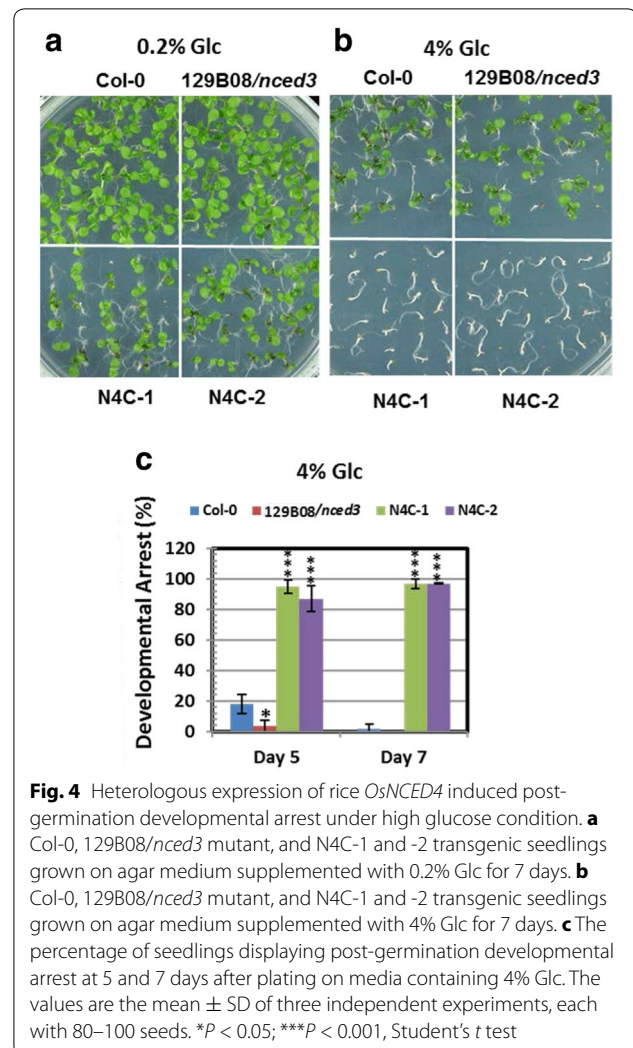 a
0.2% Glc
b
4% Glc
Col-0
129B08/nced3
Col-0
129B08/nced3
N4C-1
N4C-2
N4C-1
N4C-2
c
4% Glc
Col-0
129B08/nced3
N4C-1
N4C-2
Developmental Arrest (%)
120
100
80
60
40
20
0
*
***
***
***
***
Day 5
Day 7
Fig. 4 Heterologous expression of rice OsNCED4 induced post-
germination developmental arrest under high glucose condition. a
Col-0, 129B08/nced3 mutant, and N4C-1 and -2 transgenic seedlings
grown on agar medium supplemented with 0.2% Glc for 7 days. b
Col-0, 129B08/nced3 mutant, and N4C-1 and -2 transgenic seedlings
grown on agar medium supplemented with 4% Glc for 7 days. c The
percentage of seedlings displaying post-germination developmental
arrest at 5 and 7 days after plating on media containing 4% Glc. The
values are the mean ± SD of three independent experiments, each
with 80–100 seeds. *P < 0.05; ***P < 0.001, Student’s t test